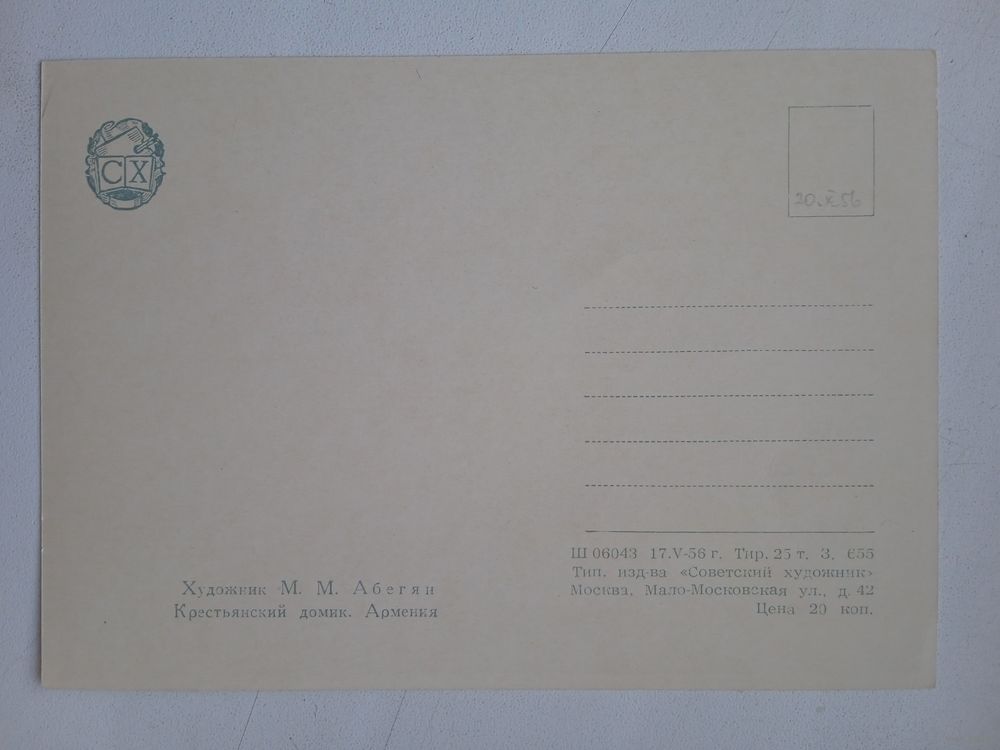 СХ
20.X.56
Художник М. М. Абегян
Крестьянский домик. Армения
Ш 06043 17.V-56 г. Тир. 25 т. З. 655
Тип. изд-ва «Советский художник»
Москва, Мало-Московская ул., д. 42
Цена 20 коп.